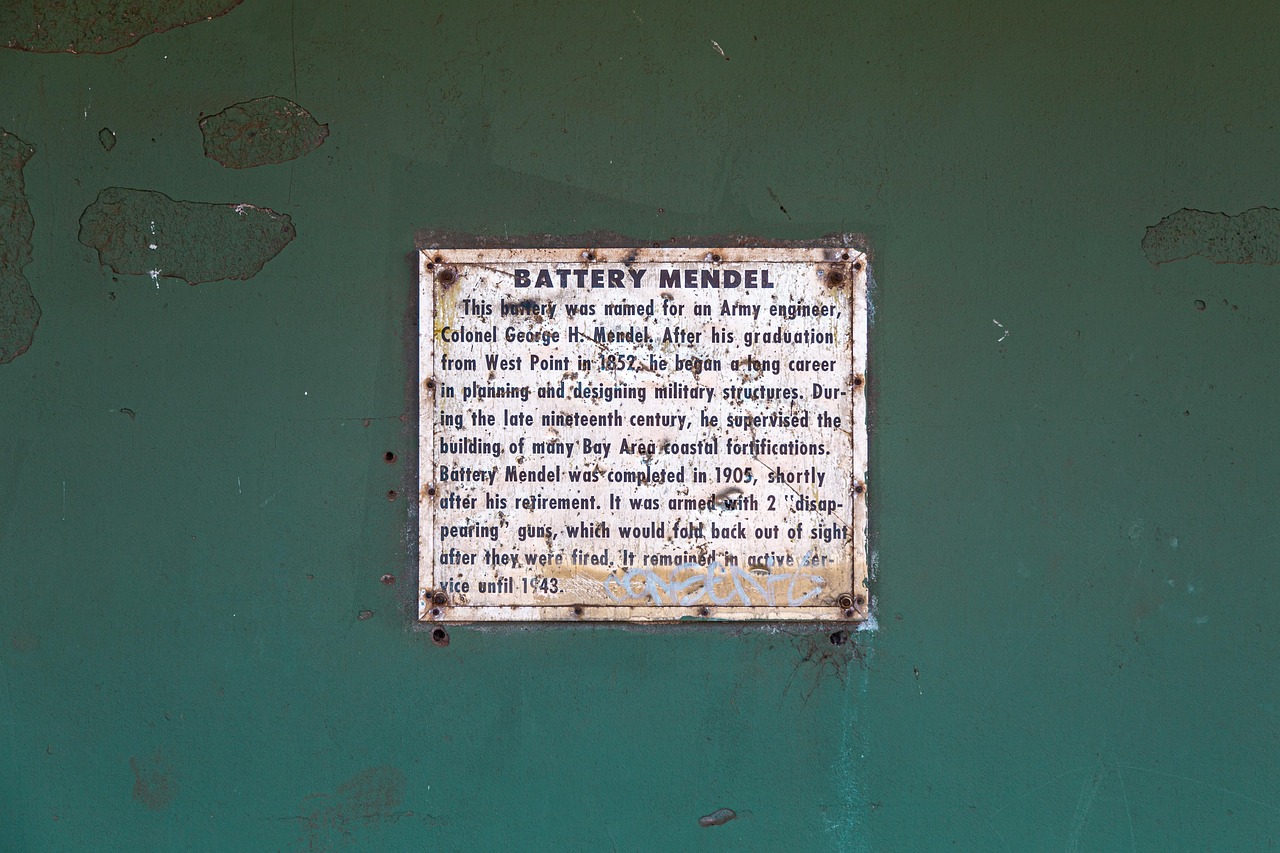 BATTERY MENDEL
This battery was named for an Army engineer,
Colonel George H. Mendel. After his graduation
from West Point in 1852, he began a long career
in planning and designing military structures. Dur-
ing the late nineteenth century, he supervised the
building of many Bay Area coastal fortifications.
Battery Mendel was completed in 1905, shortly
after his retirement. It was armed with 2 "disap-
pearing" guns, which would fold back out of sight
after they were fired. It remained in active ser-
vice until 1943.